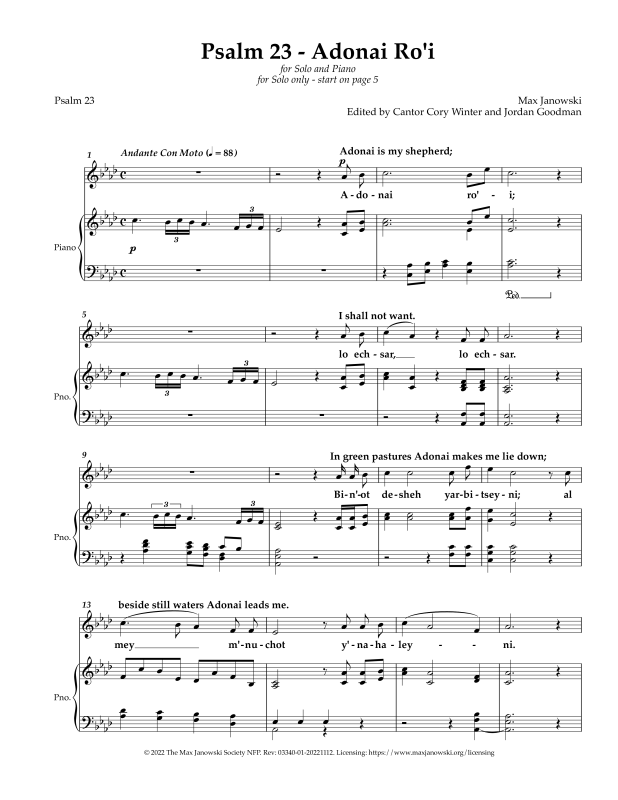 Psalm 23 - Adonai Ro'i
for Solo and Piano
for Solo only - start on page 5
Psalm 23
Max Janowski
Edited by Cantor Cory Winter and Jordan Goodman
1
Andante Con Moto (♩ = 88)
Adonai is my shepherd;
p
A - do - nai ro' - i;
3 3
Piano
p
Ped.
5
I shall not want.
lo ech - sar, lo ech - sar.
3 3
Pno.
9
In green pastures Adonai makes me lie down;
Bi - n'-ot de-sheh yar-bi - tsey-ni; al
3 3
Pno.
13
beside still waters Adonai leads me.
mey m'-nu-chot y'-na-ha-ley - - ni.
Pno.
© 2022 The Max Janowski Society NFP. Rev: 03340-01-20221112. Licensing: https://www.maxjanowski.org/licensing